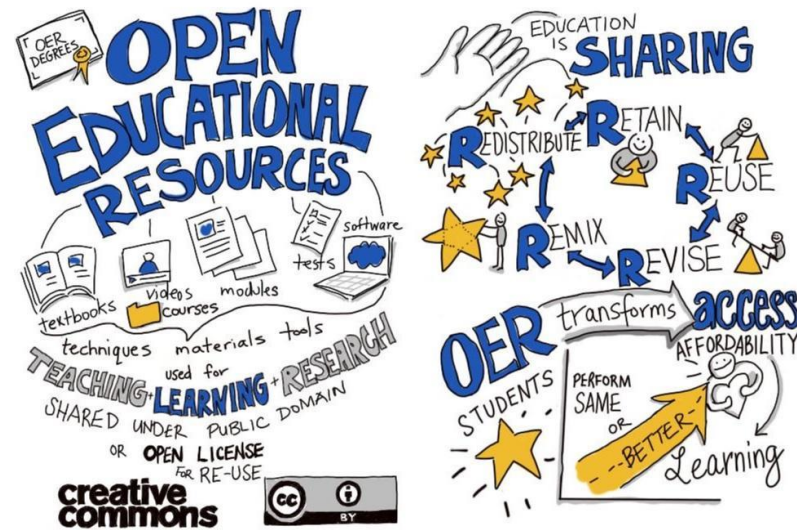 OER
DEGREES
OPEN
EDUCATIONAL
RESOURCES
textbooks
videos
courses
modules
tests
software
techniques materials tools
used for
TEACHING + LEARNING + RESEARCH
SHARED UNDER PUBLIC DOMAIN
OR OPEN LICENSE
FOR RE-USE
creative
commons
cc
BY
EDUCATION
IS
SHARING
REDISTRIBUTE
RETAIN
REUSE
REVISE
REMIX
OER transforms access
AFFORDABILITY
STUDENTS
PERFORM
SAME
OR
BETTER
Learning